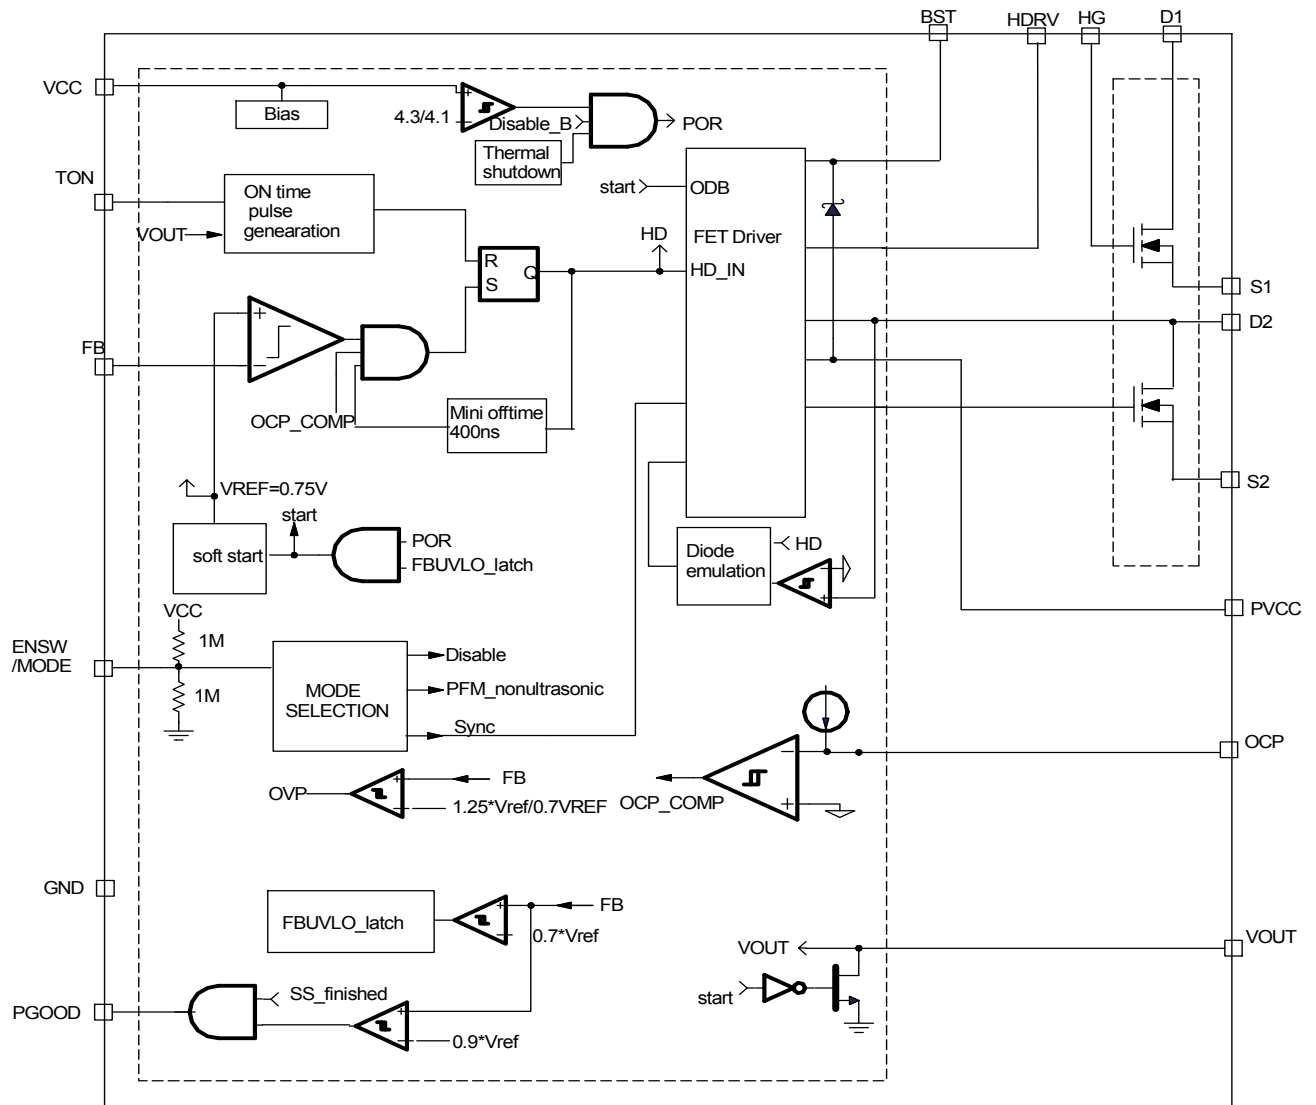 BST
HDRV
HG
D1
VCC
Bias
4.3/4.1
+
Disable_B
POR
Thermal
shutdown
TON
ON time
pulse
genearation
VOUT
start
ODB
FET Driver
HD
HD_IN
R
S
Q
S1
D2
FB
+
−
OCP_COMP
Mini offtime
400ns
S2
VREF=0.75V
start
soft start
POR
FBUVLO_latch
Diode
emulation
HD
−
+
PVCC
VCC
1M
1M
ENSW
/MODE
MODE
SELECTION
Disable
PFM_nonultrasonic
Sync
OCP
−
+
OCP_COMP
OVP
+
FB
1.25*Vref/0.7VREF
GND
FBUVLO_latch
+
FB
0.7*Vref
VOUT
VOUT
start
PGOOD
SS_finished
+
0.9*Vref